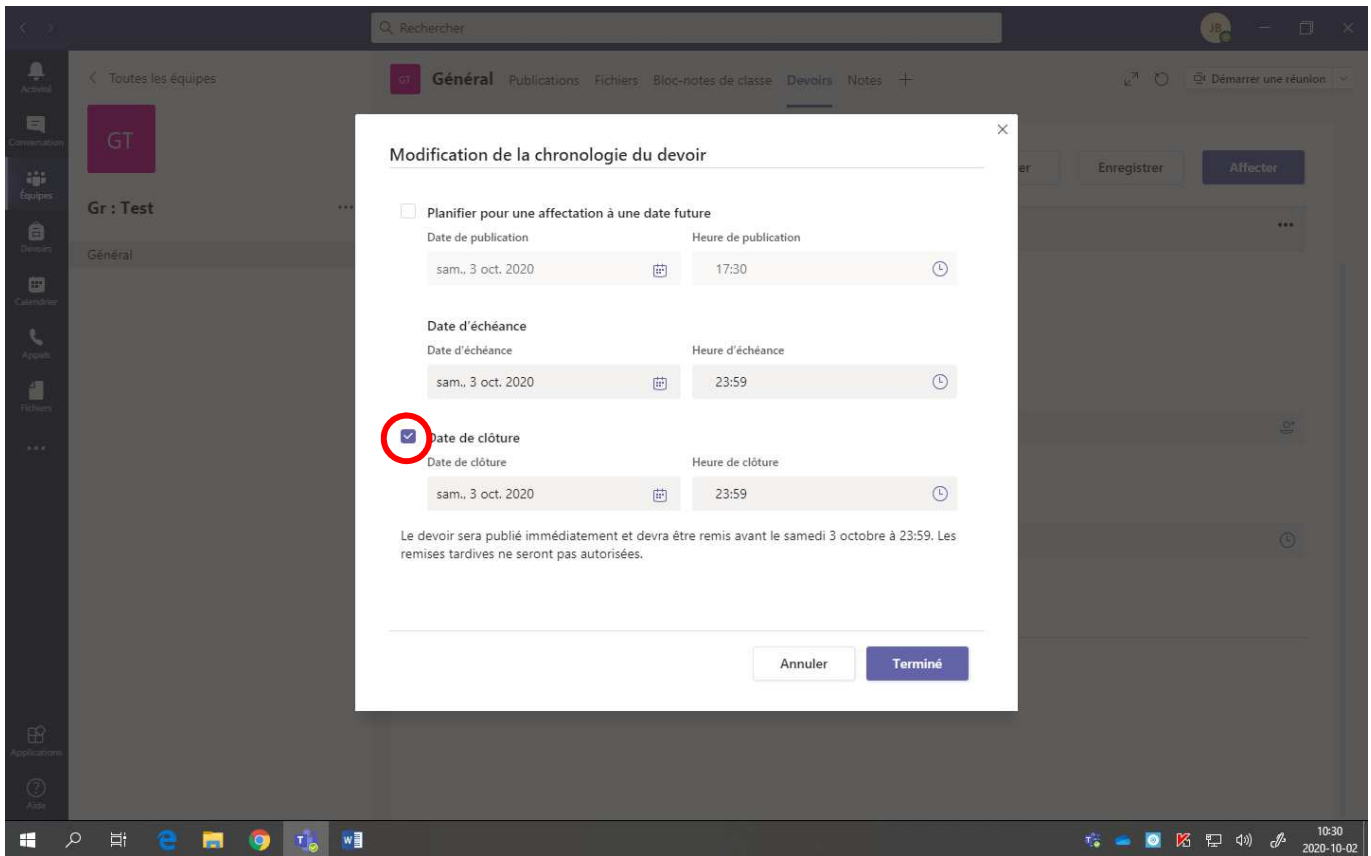 Rechercher
JB
Activité
Toutes les équipes
GT
Général
Publications
Fichiers
Bloc-notes de classe
Devoirs
Notes
Démarrer une réunion
Conversation
GT
Équipes
Gr : Test
Devoirs
Général
Calendrier
Appels
Fichiers
Applications
Aide
er
Enregistrer
Affecter
Modification de la chronologie du devoir
Planifier pour une affectation à une date future
Date de publication
Heure de publication
sam., 3 oct. 2020
17:30
Date d'échéance
Date d'échéance
Heure d'échéance
sam., 3 oct. 2020
23:59
Date de clôture
Date de clôture
Heure de clôture
sam., 3 oct. 2020
23:59
Le devoir sera publié immédiatement et devra être remis avant le samedi 3 octobre à 23:59. Les
remises tardives ne seront pas autorisées.
Annuler
Terminé
10:30
2020-10-02